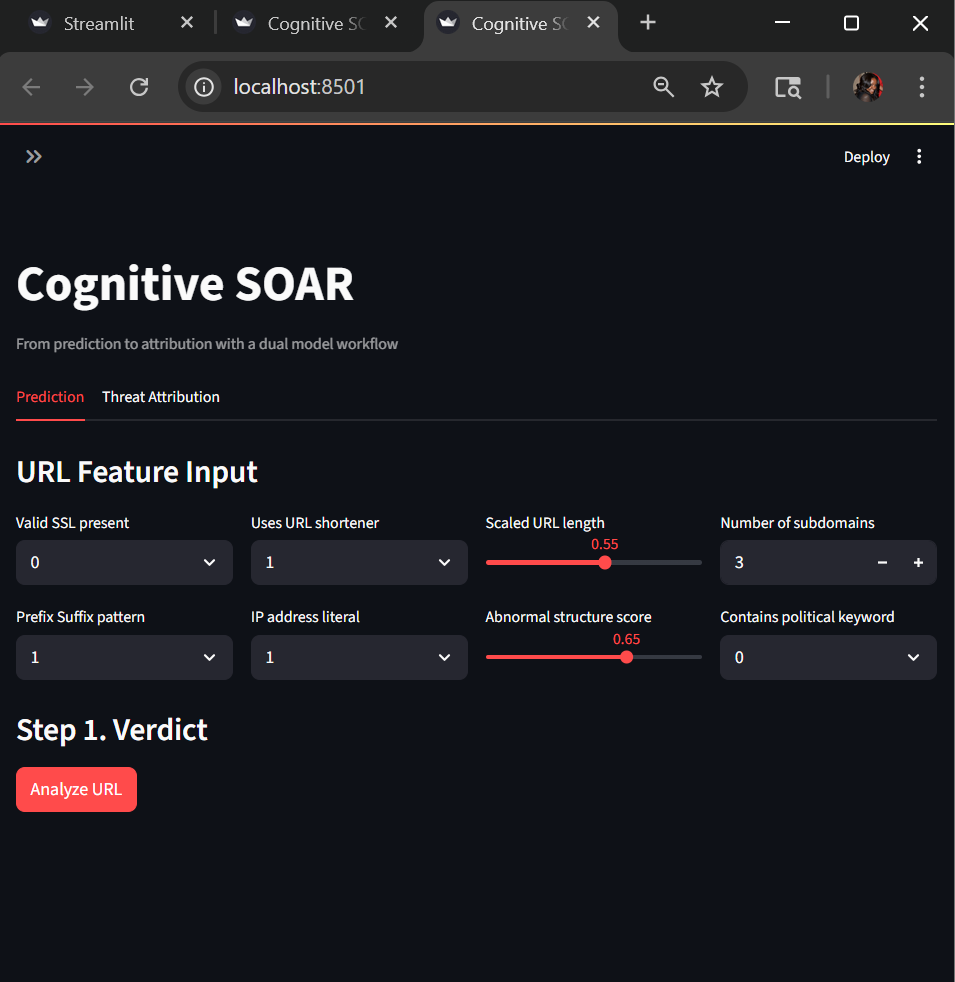 Streamlit
Cognitive SO
Cognitive SO
localhost:8501
Deploy
Cognitive SOAR
From prediction to attribution with a dual model workflow
Prediction Threat Attribution
URL Feature Input
Valid SSL present Uses URL shortener Scaled URL length Number of subdomains
0 1 0.55 3
Prefix Suffix pattern IP address literal Abnormal structure score Contains political keyword
1 1 0.65 0
Step 1. Verdict
Analyze URL